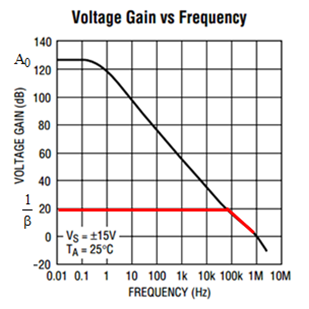 Voltage Gain vs Frequency
140
A0
120
100
80
60
40
1
β
20
0
-20
VOLTAGE GAIN (dB)
VS = ±15V
TA = 25°C
0.01 0.1 1 10 100 1k 10k 100k 1M 10M
FREQUENCY (Hz)